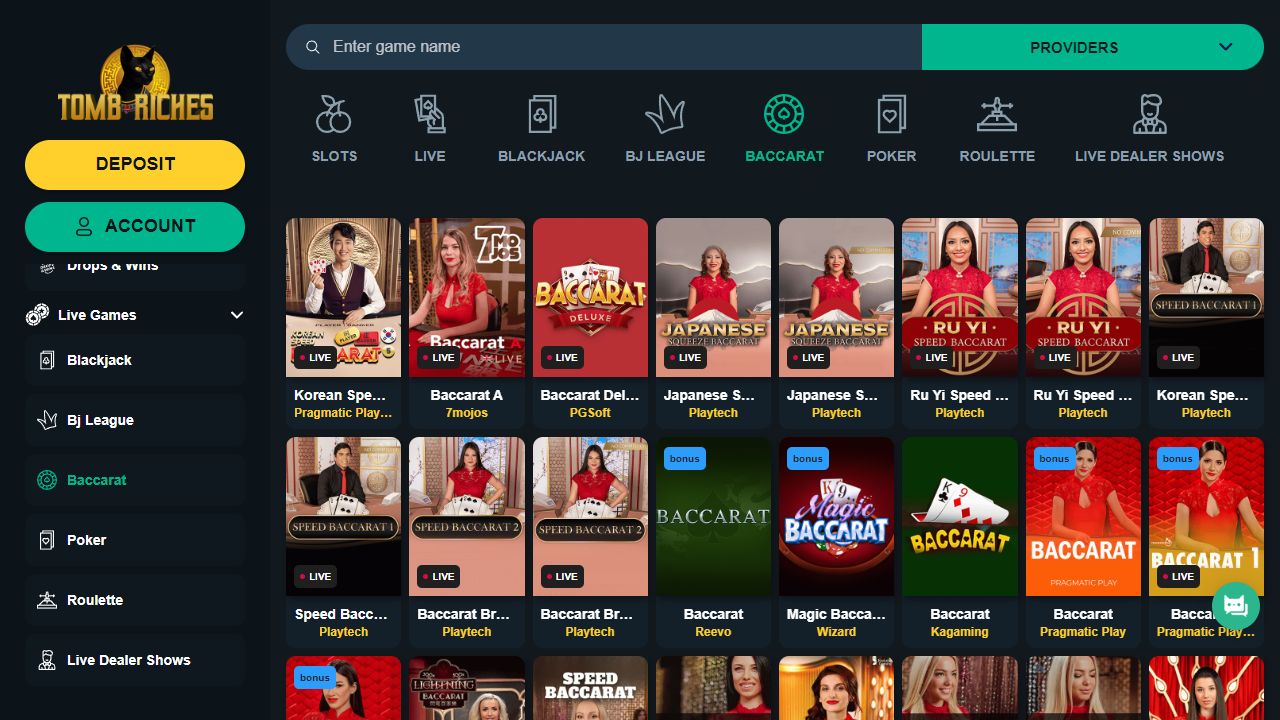 TOMB OF RICHES
DEPOSIT
ACCOUNT
Drops & Wins
Live Games
Blackjack
Bj League
Baccarat
Poker
Roulette
Live Dealer Shows
Enter game name
PROVIDERS
SLOTS
LIVE
BLACKJACK
BJ LEAGUE
BACCARAT
POKER
ROULETTE
LIVE DEALER SHOWS
LIVE
Korean Spe...
Pragmatic Play...
7MOJOS
Baccarat A
LIVE
LIVE
Baccarat A
7mojos
BACCARAT
DELUXE
LIVE
Baccarat Del...
PGSoft
JAPANESE
SQUEEZE BACCARAT
LIVE
Japanese S...
Playtech
JAPANESE
SQUEEZE BACCARAT
LIVE
Japanese S...
Playtech
RU YI
SPEED BACCARAT
LIVE
Ru Yi Speed ...
Playtech
RU YI
SPEED BACCARAT
LIVE
Ru Yi Speed ...
Playtech
SPEED BACCARAT 1
LIVE
Korean Spe...
Playtech
SPEED BACCARAT 1
LIVE
Speed Bacc...
Playtech
SPEED BACCARAT 2
LIVE
Baccarat Br...
Playtech
SPEED BACCARAT 2
LIVE
Baccarat Br...
Playtech
bonus
BACCARAT
Baccarat
Reevo
bonus
K 9
Magic
BACCARAT
Magic Bacca...
Wizard
K 9
BACCARAT
Baccarat
Kagaming
bonus
BACCARAT
PRAGMATIC PLAY
Baccarat
Pragmatic Play
bonus
BACCARAT 1
LIVE
Pragmatic Play...
bonus
LIGHTNING
BACCARAT
SPEED
BACCARAT